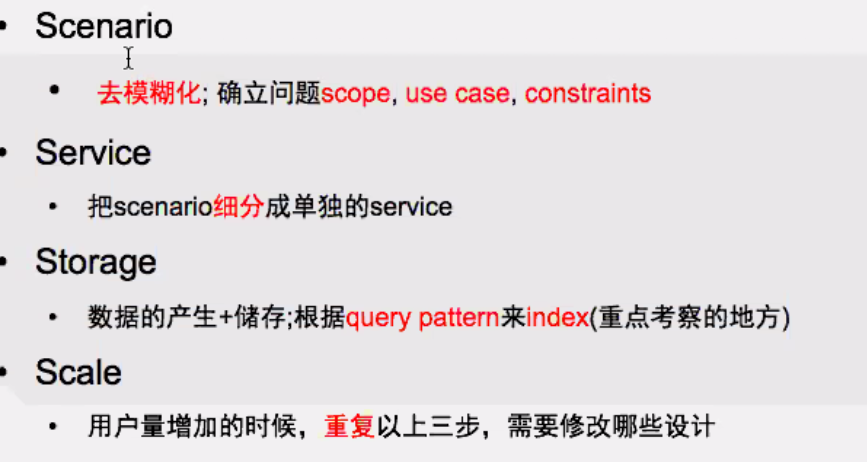 • Scenario
• 去模糊化; 确立问题scope, use case, constraints
• Service
• 把scenario细分成单独的service
• Storage
• 数据的产生+储存;根据query pattern来index(重点考察的地方)
• Scale
• 用户量增加的时候，重复以上三步，需要修改哪些设计